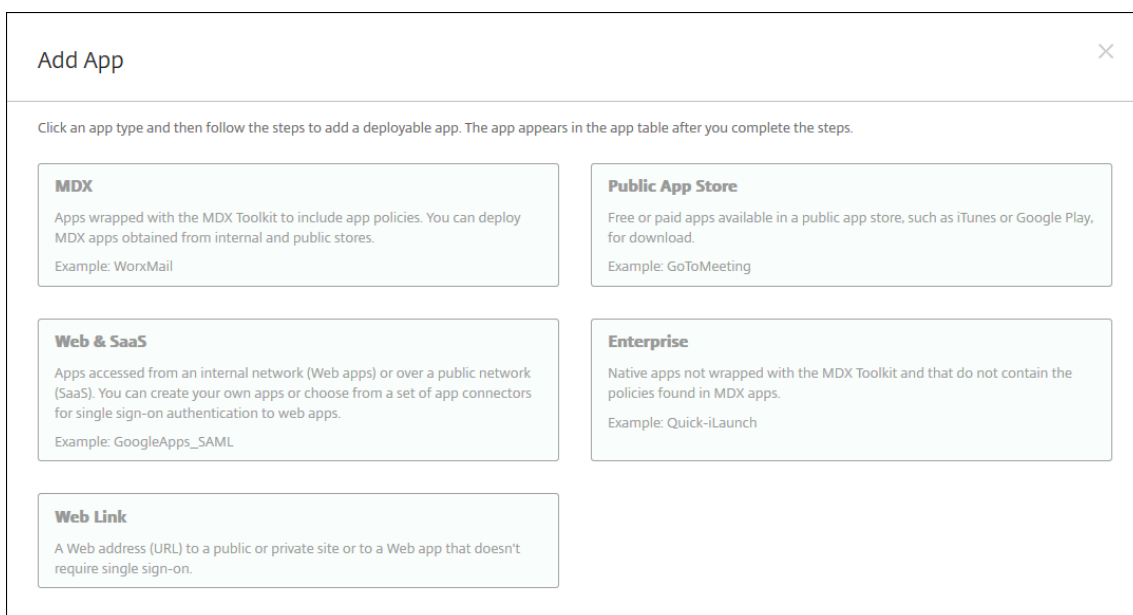 Add App
Click an app type and then follow the steps to add a deployable app. The app appears in the app table after you complete the steps.
MDX
Apps wrapped with the MDX Toolkit to include app policies. You can deploy
MDX apps obtained from internal and public stores.
Example: WorxMail
Public App Store
Free or paid apps available in a public app store, such as iTunes or Google Play,
for download.
Example: GoToMeeting
Web & SaaS
Apps accessed from an internal network (Web apps) or over a public network
(SaaS). You can create your own apps or choose from a set of app connectors
for single sign-on authentication to web apps.
Example: GoogleApps_SAML
Enterprise
Native apps not wrapped with the MDX Toolkit and that do not contain the
policies found in MDX apps.
Example: Quick-iLaunch
Web Link
A Web address (URL) to a public or private site or to a Web app that doesn't
require single sign-on.